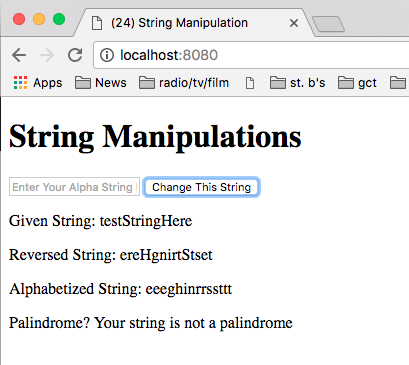 (24) String Manipulation
localhost:8080
Apps News radio/tv/film st. b's gct
String Manipulations
Enter Your Alpha String Change This String
Given String: testStringHere
Reversed String: ereHgnirtStset
Alphabetized String: eeeghinrrssttt
Palindrome? Your string is not a palindrome